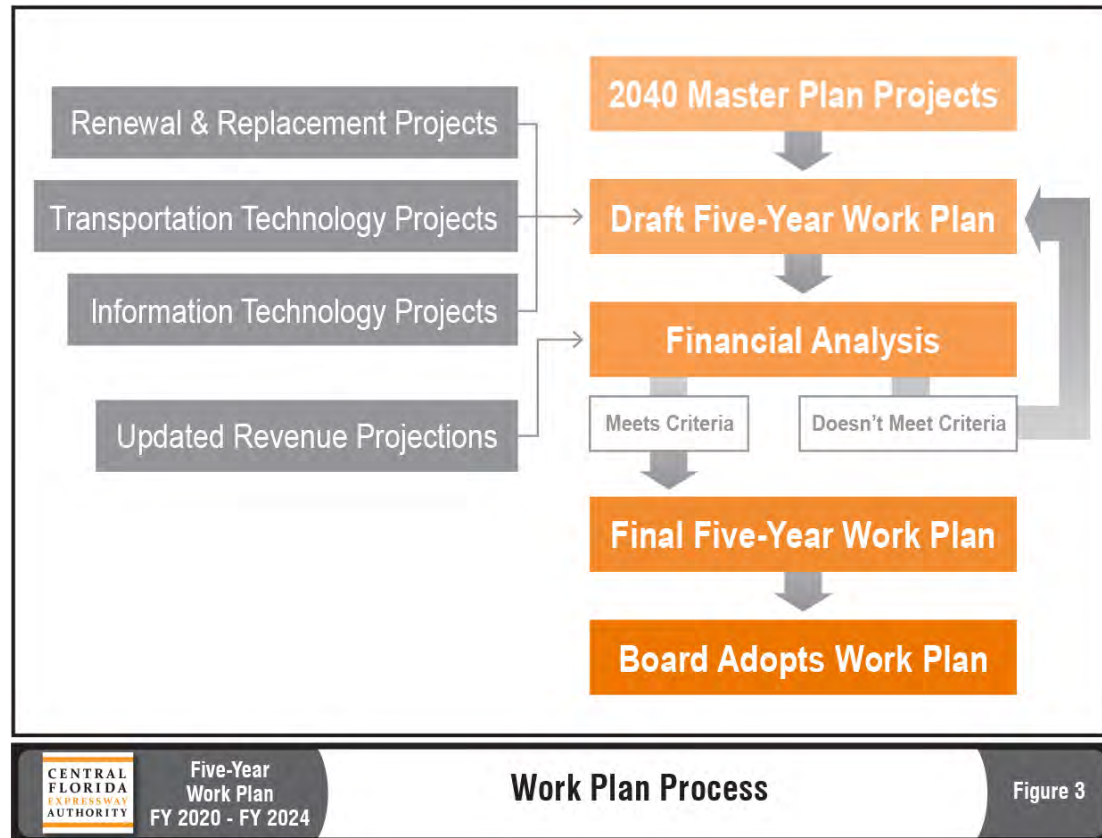 2040 Master Plan Projects
Renewal & Replacement Projects
Transportation Technology Projects
Information Technology Projects
Draft Five-Year Work Plan
Updated Revenue Projections
Financial Analysis
Meets Criteria
Doesn't Meet Criteria
Final Five-Year Work Plan
Board Adopts Work Plan
CENTRAL
FLORIDA
EXPRESSWAY
AUTHORITY
Five-Year
Work Plan
FY 2020 - FY 2024
Work Plan Process
Figure 3